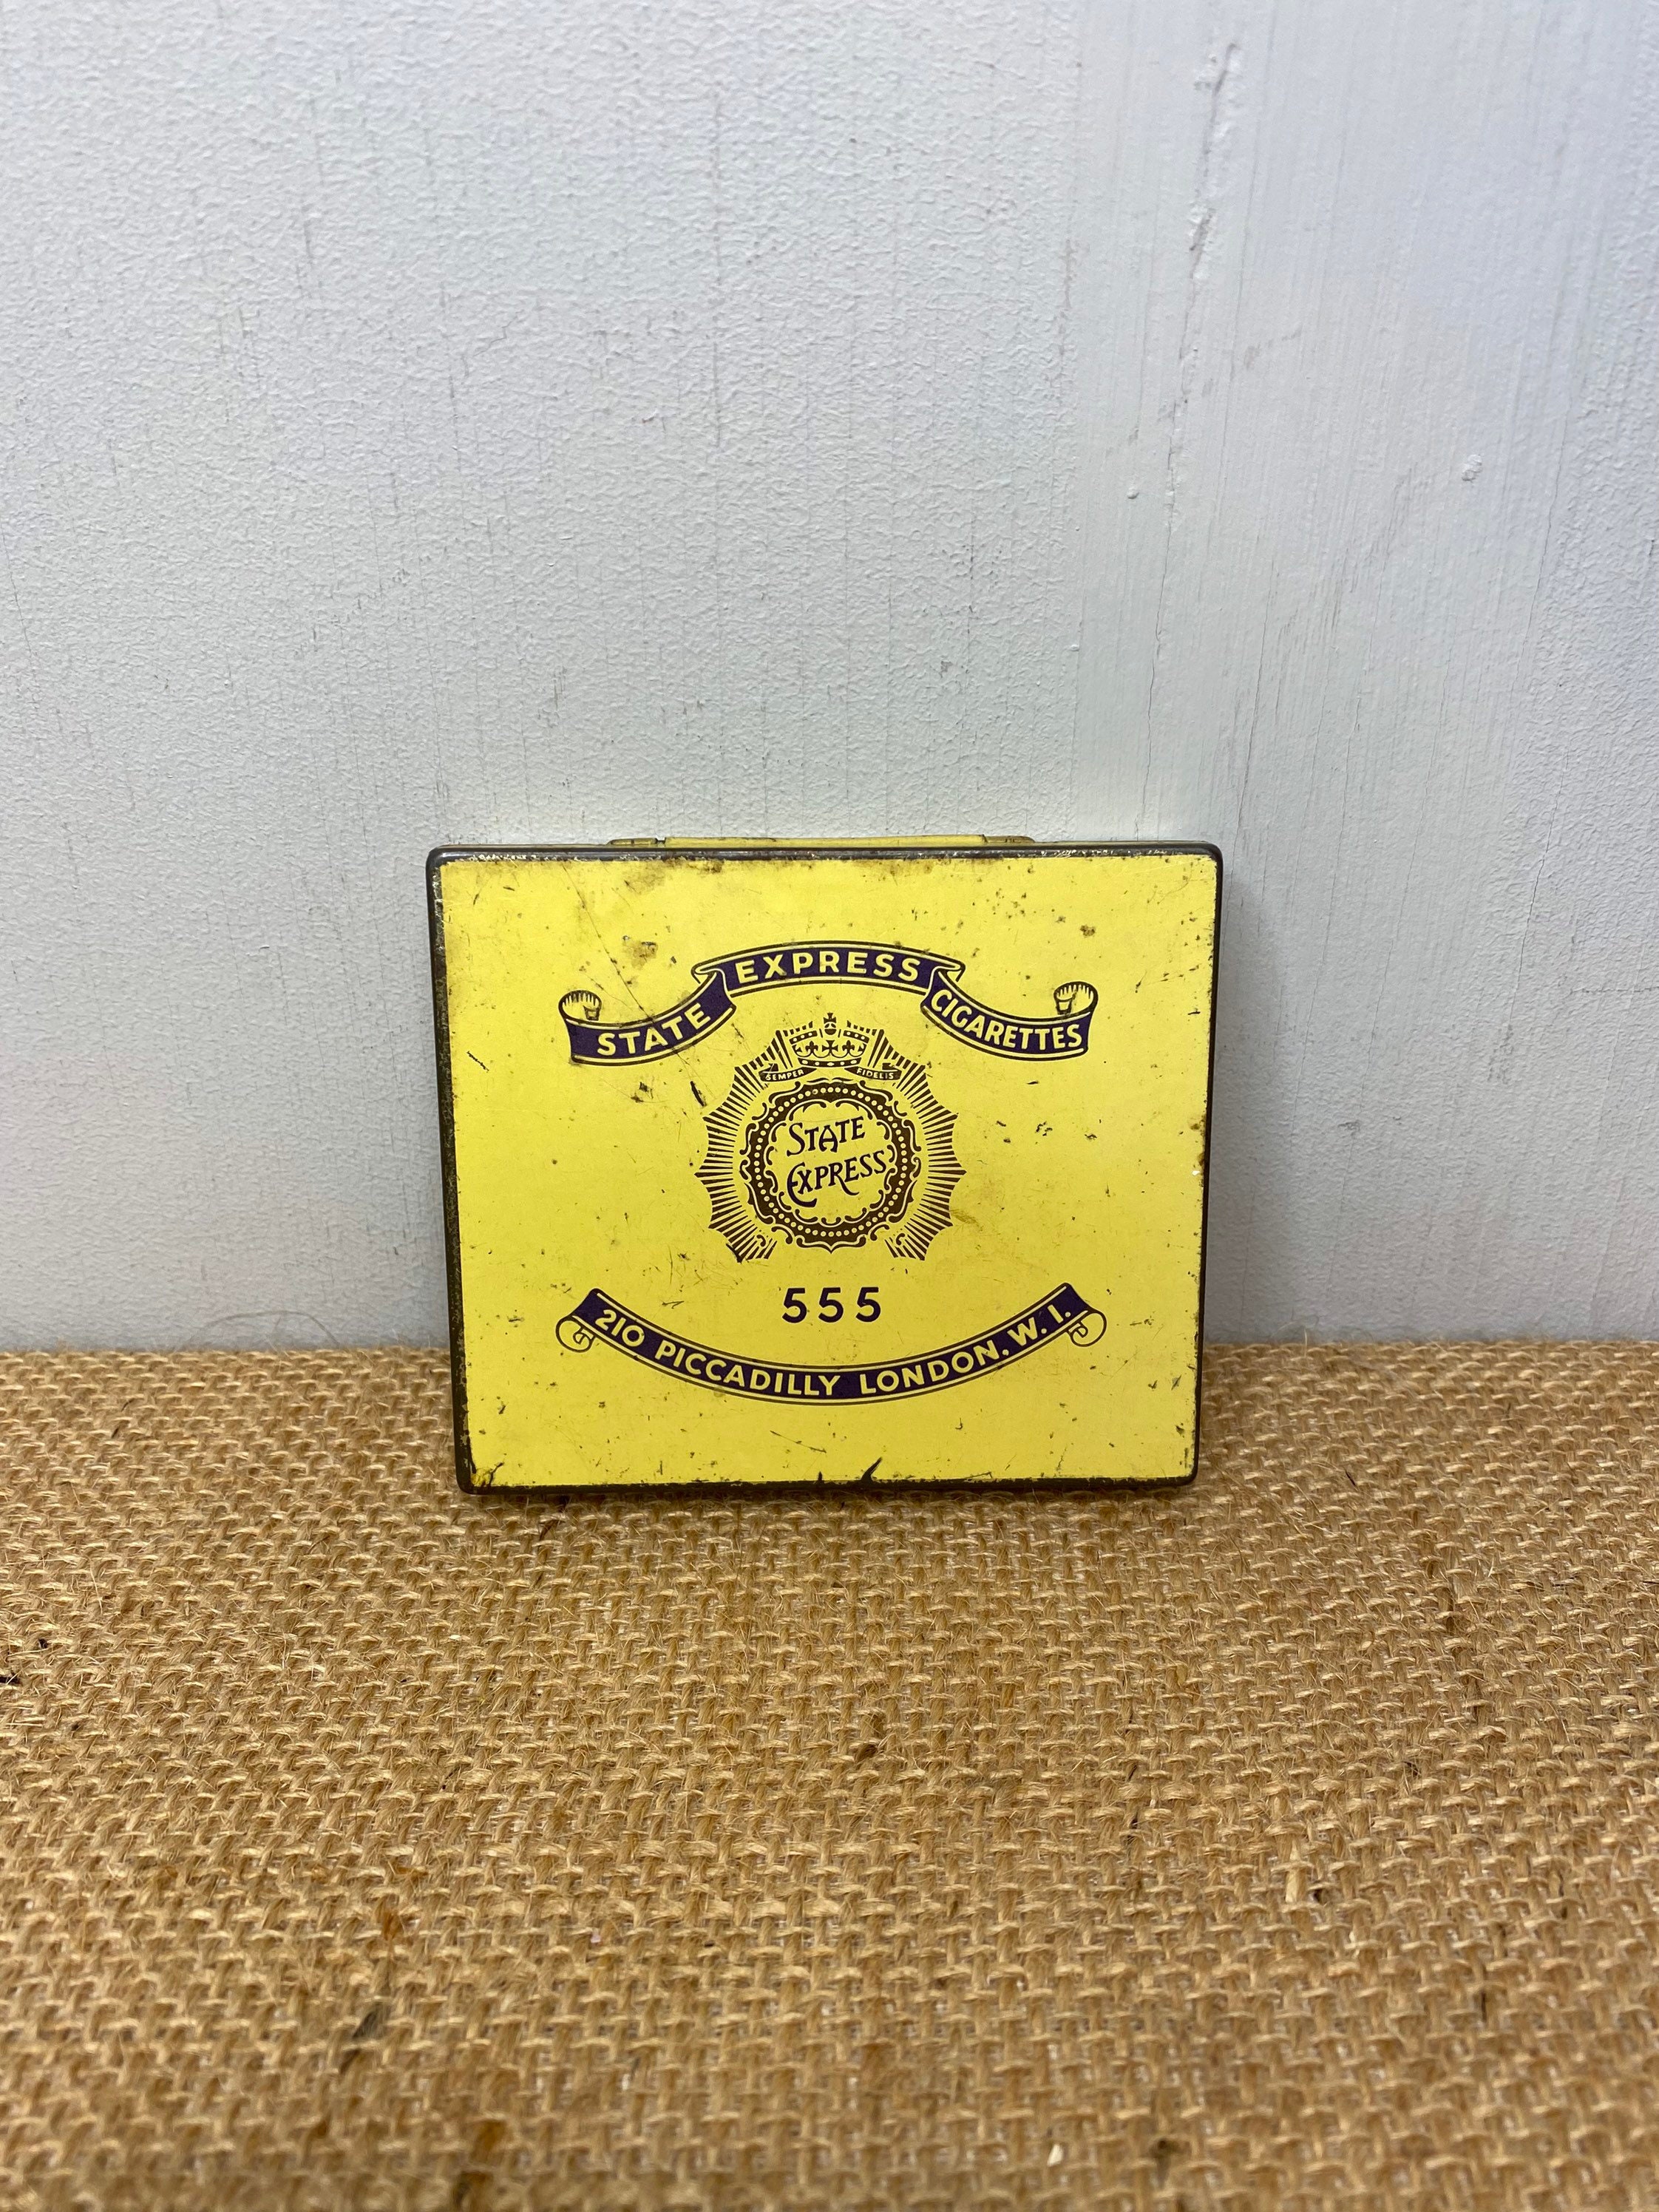 STATE EXPRESS CIGARETTES
SEMPER FIDELIS
STATE
EXPRESS
555
210 PICCADILLY LONDON. W. I.